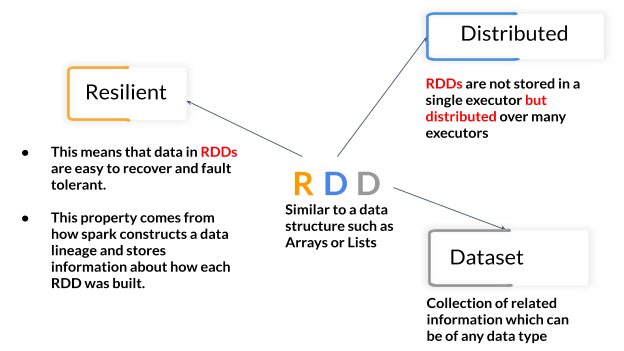 Distributed
RDDs are not stored in a
single executor but
distributed over many
executors
Resilient
● This means that data in RDDs
are easy to recover and fault
tolerant.
● This property comes from
how spark constructs a data
lineage and stores
information about how each
RDD was built.
R D D
Similar to a data
structure such as
Arrays or Lists
Dataset
Collection of related
information which can
be of any data type